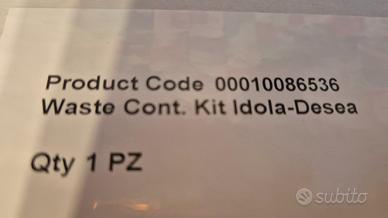 Product Code 00010086536
Waste Cont. Kit Idola-Desea
Qty 1 PZ
subito